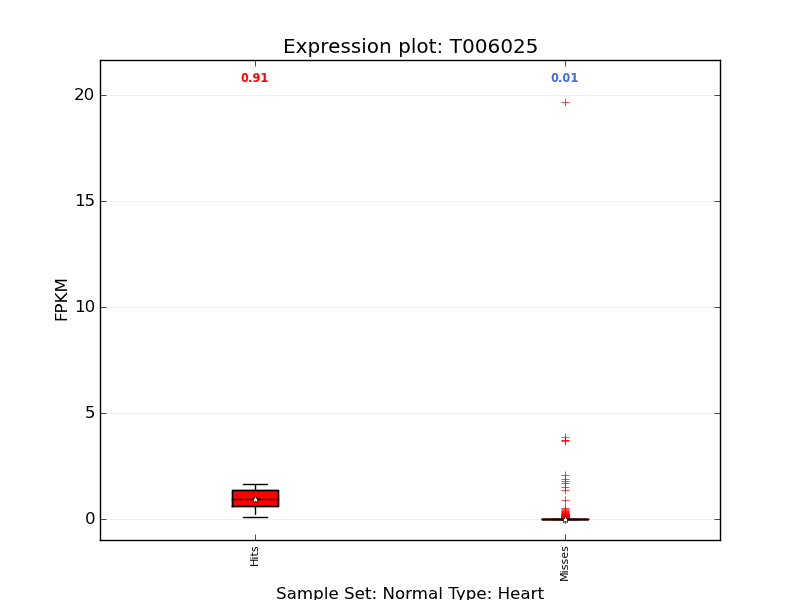 Expression plot: T006025
0.91
0.01
20
15
10
5
0
FPKM
Hits
Misses
Sample Set: Normal Type: Heart